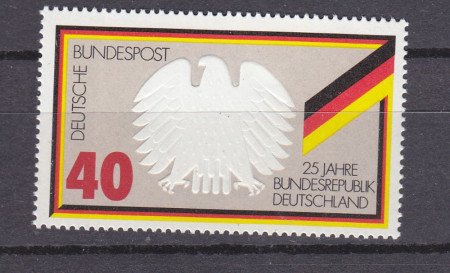 DEUTSCHE BUNDESPOST
40
25 JAHRE
BUNDESREPUBLIK
DEUTSCHLAND